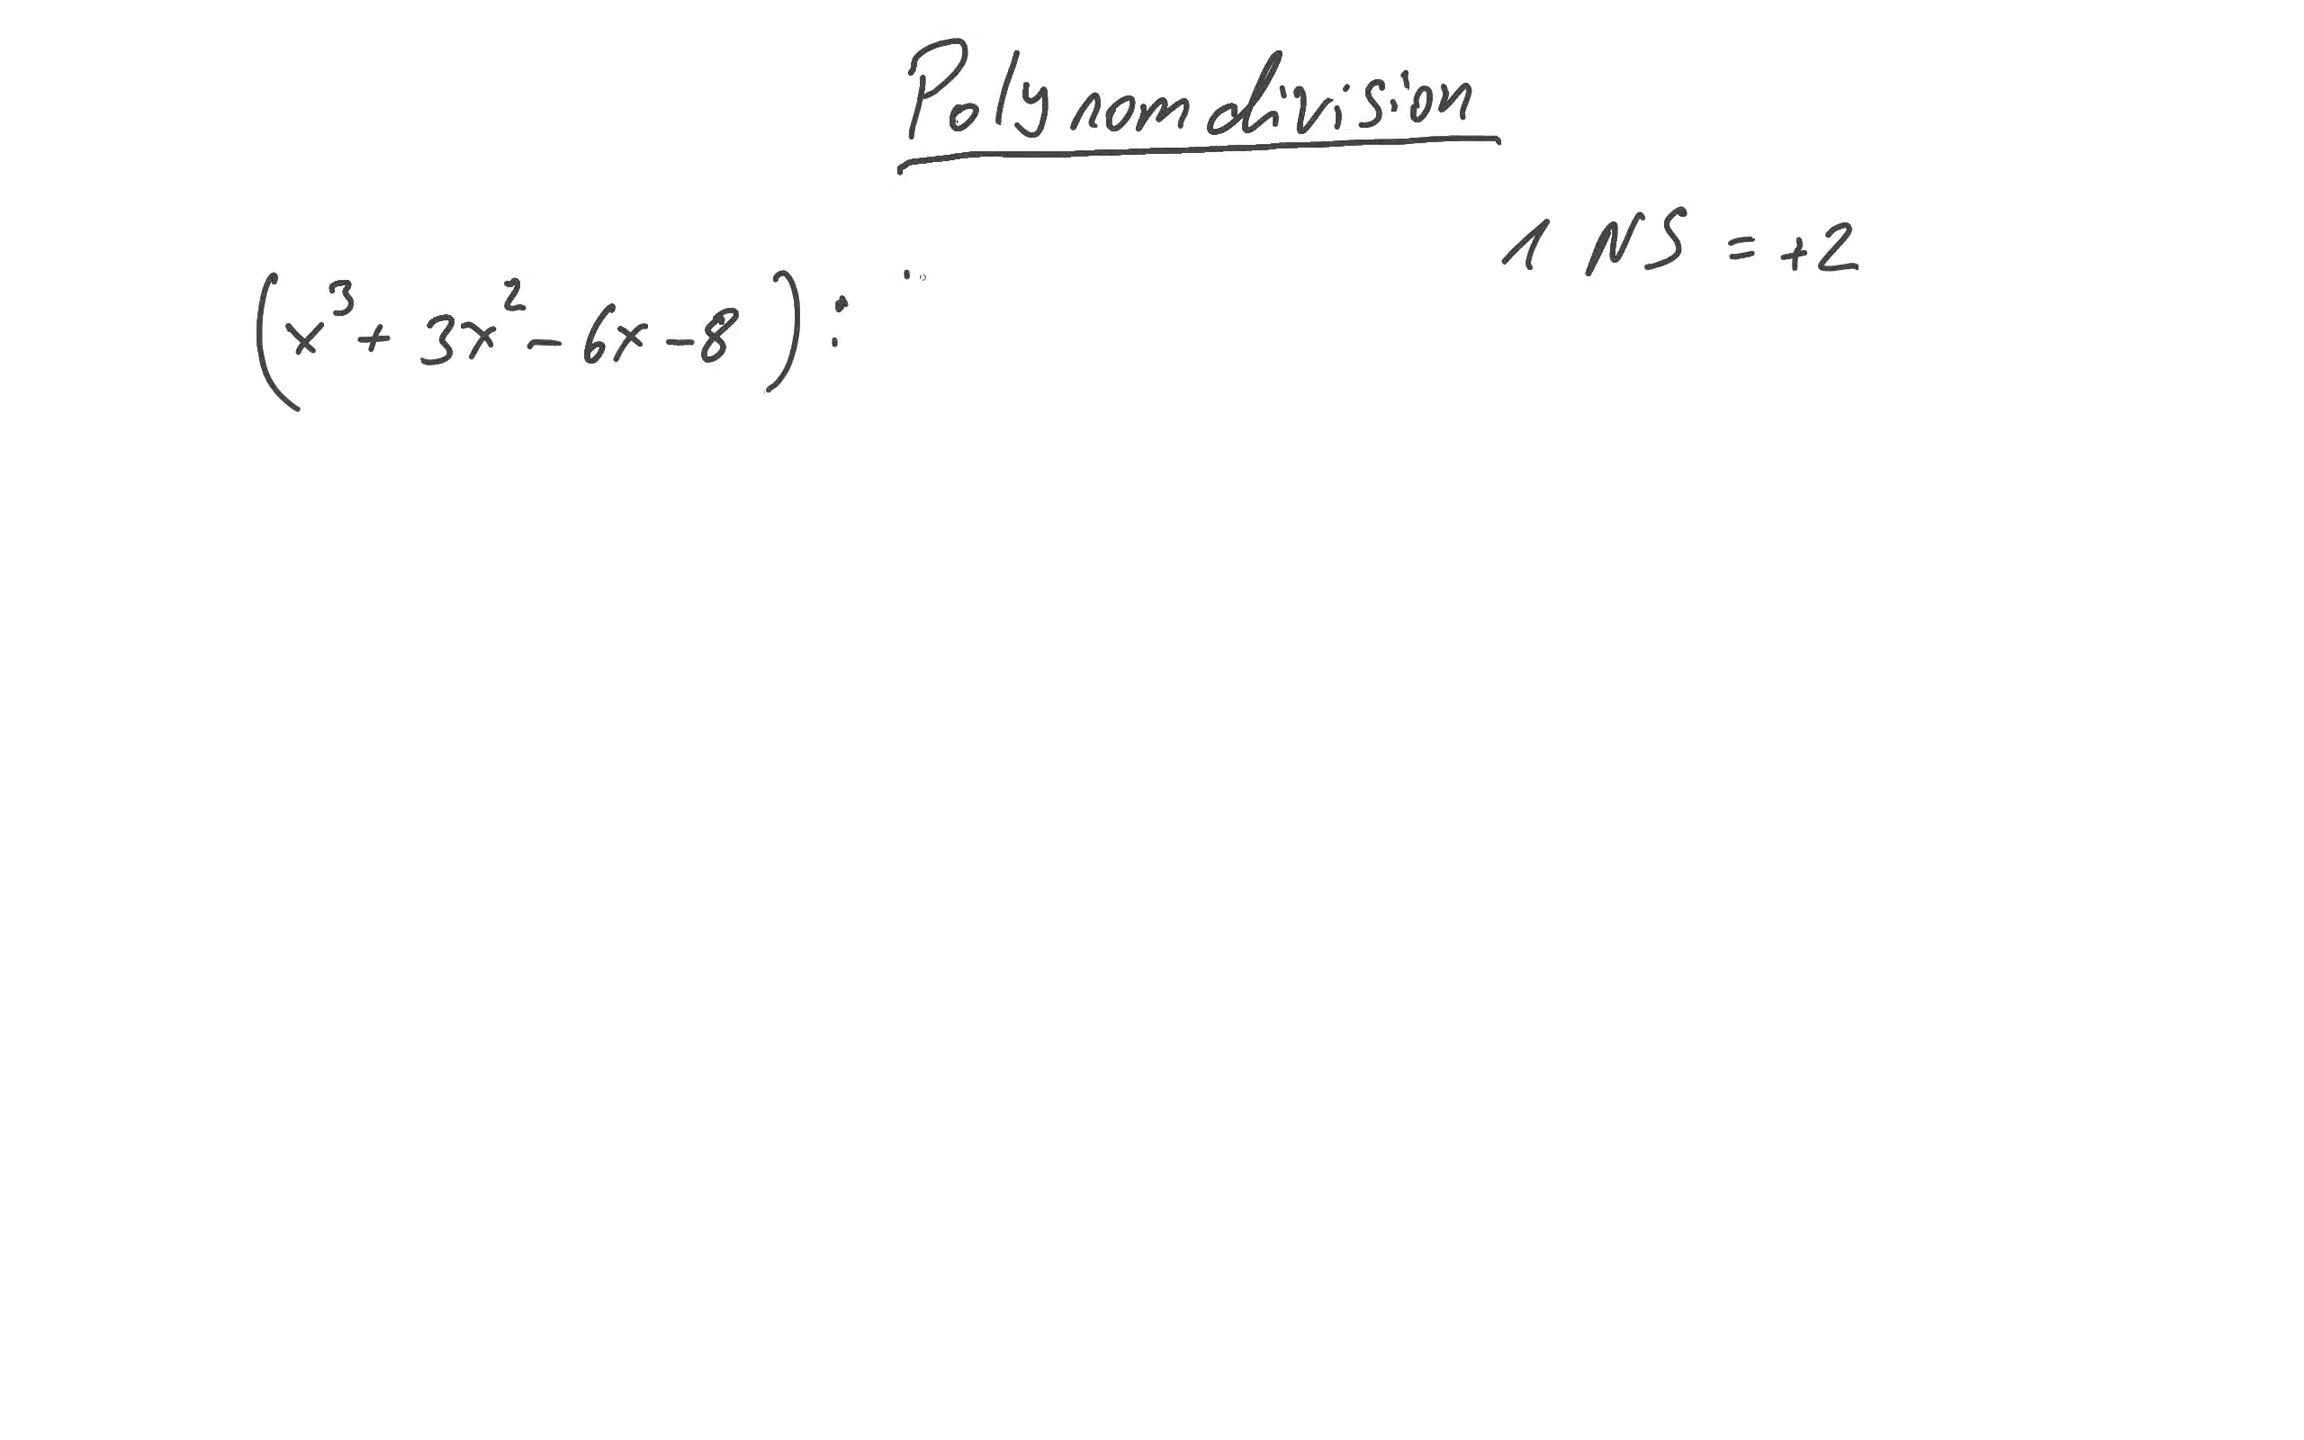 Polynomdivision
1 NS = +2
(x³ + 3x² - 6x - 8) :